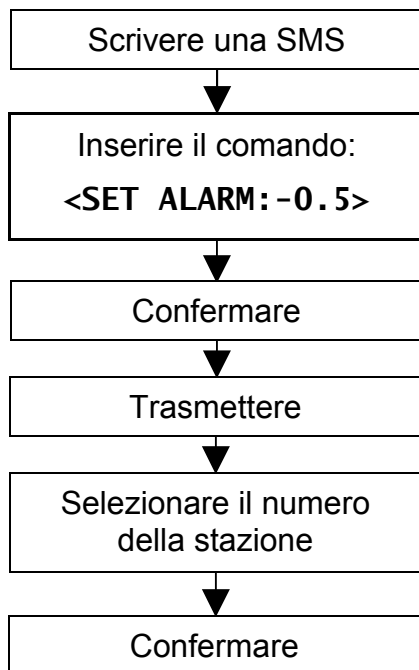 Scrivere una SMS
Inserire il comando:
<SET ALARM:-0.5>
Confermare
Trasmettere
Selezionare il numero
della stazione
Confermare